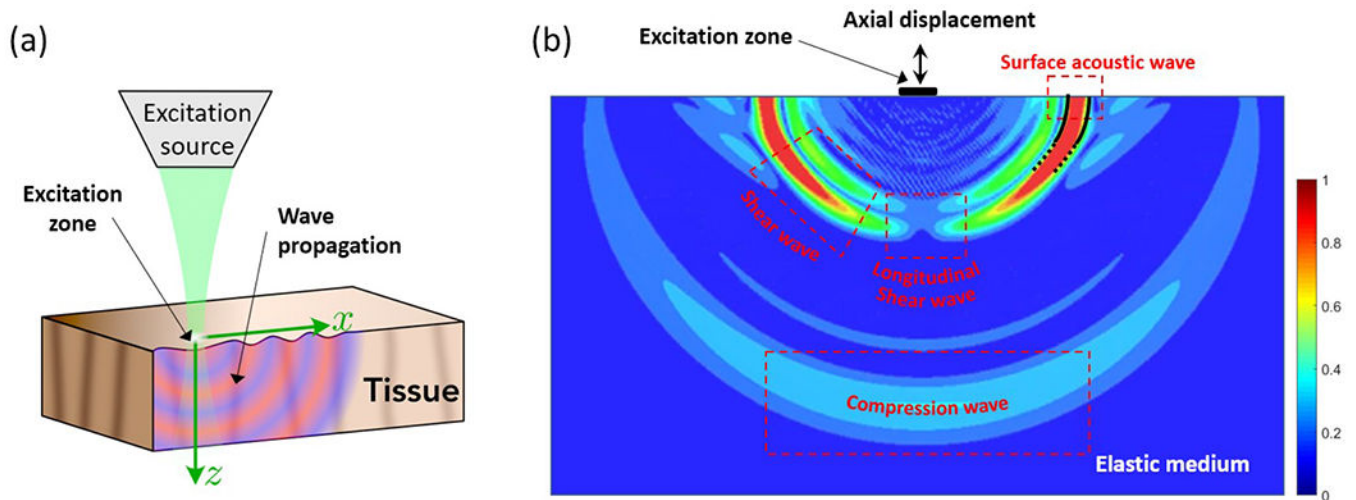 (a)
Excitation
source
Excitation
zone
Wave
propagation
x
Tissue
z
(b)
Axial displacement
Excitation zone
Surface acoustic wave
Shear wave
Longitudinal
Shear wave
Compression wave
Elastic medium
1
0.8
0.6
0.4
0.2
0